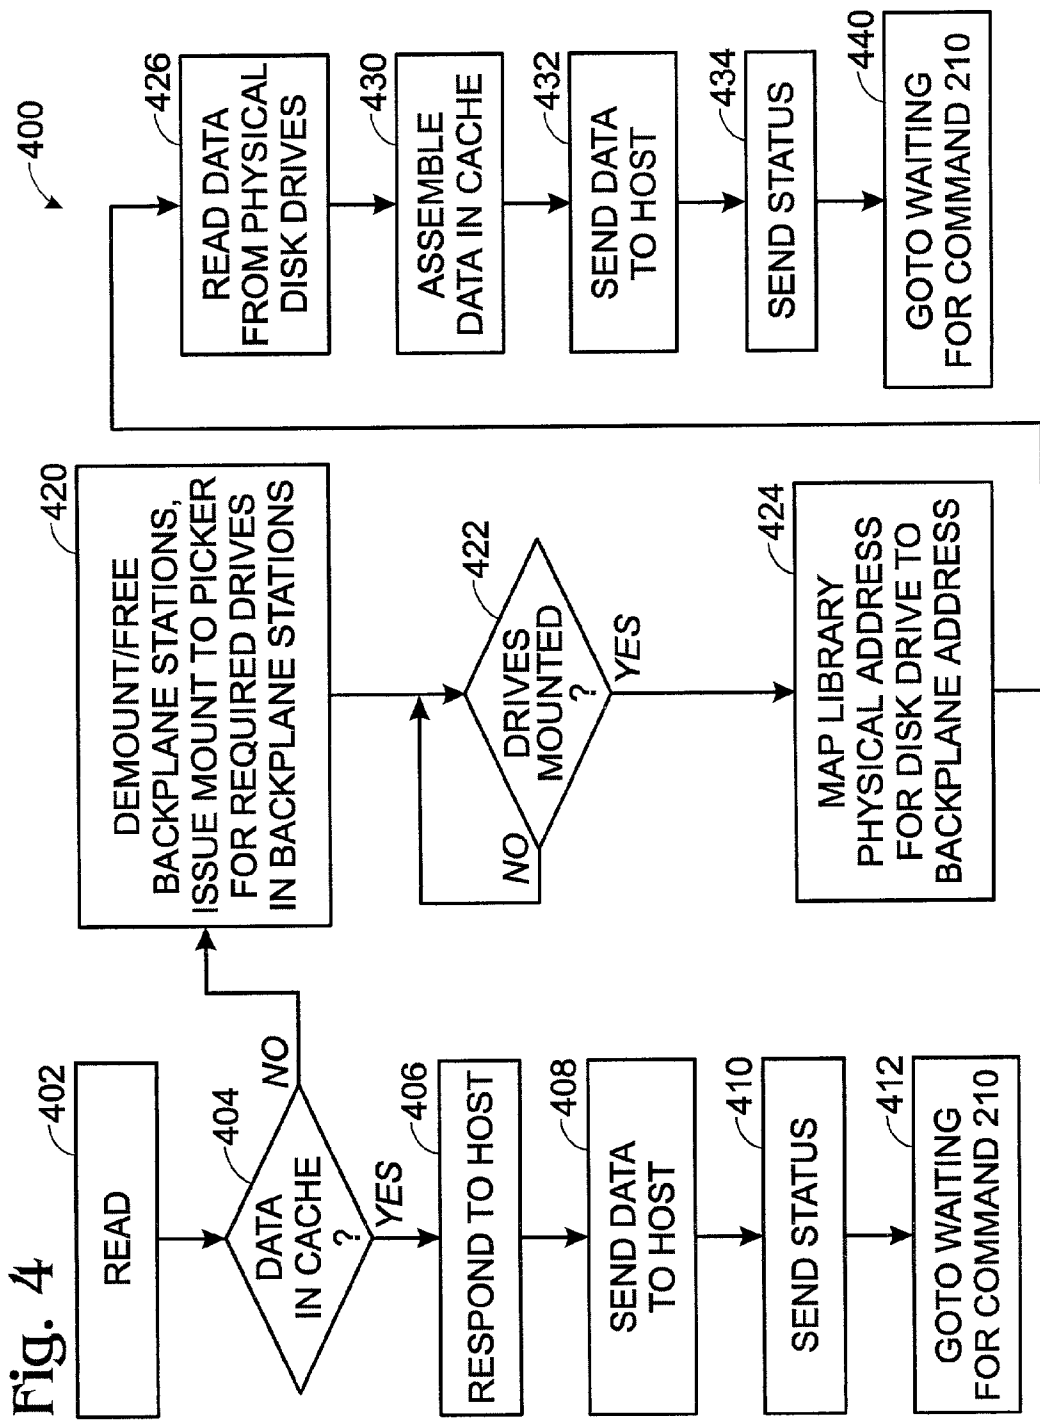 Fig. 4
400
402
READ
404
DATA
IN CACHE
?
NO
YES
406
RESPOND TO HOST
408
SEND DATA
TO HOST
410
SEND STATUS
412
GOTO WAITING
FOR COMMAND 210
420
DEMOUNT/FREE
BACKPLANE STATIONS,
ISSUE MOUNT TO PICKER
FOR REQUIRED DRIVES
IN BACKPLANE STATIONS
422
DRIVES
MOUNTED
?
NO
YES
424
MAP LIBRARY
PHYSICAL ADDRESS
FOR DISK DRIVE TO
BACKPLANE ADDRESS
426
READ DATA
FROM PHYSICAL
DISK DRIVES
430
ASSEMBLE
DATA IN CACHE
432
SEND DATA
TO HOST
434
SEND STATUS
440
GOTO WAITING
FOR COMMAND 210